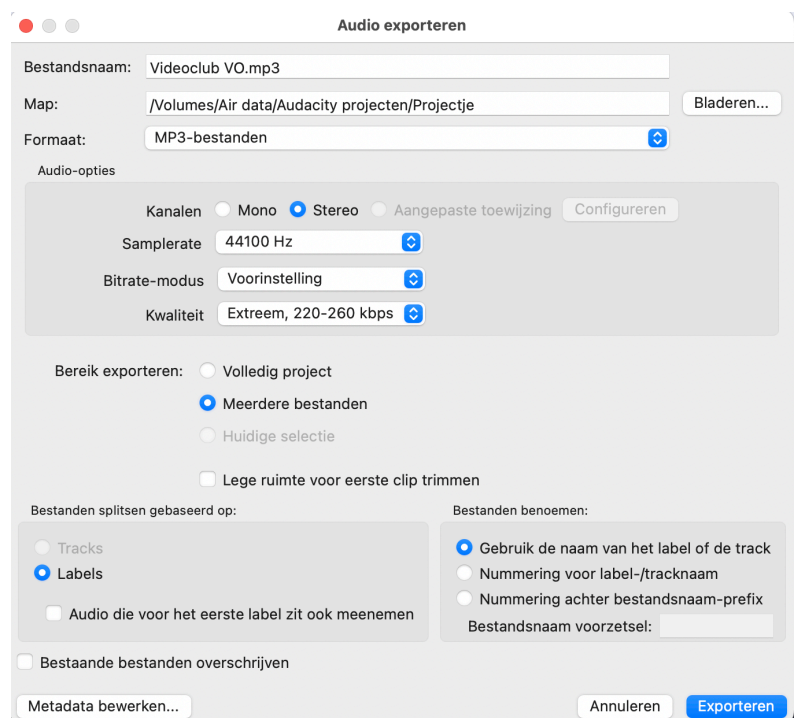 Audio exporteren
Bestandsnaam: Videoclub VO.mp3
Map: /Volumes/Air data/Audacity projecten/Projectje Bladeren...
Formaat: MP3-bestanden
Audio-opties
Kanalen Mono Stereo Aangepaste toewijzing Configureren
Samplerate 44100 Hz
Bitrate-modus Voorinstelling
Kwaliteit Extreem, 220-260 kbps
Bereik exporteren: Volledig project
Meerdere bestanden
Huidige selectie
Lege ruimte voor eerste clip trimmen
Bestanden splitsen gebaseerd op:
Tracks
Labels
Audio die voor het eerste label zit ook meenemen
Bestanden benoemen:
Gebruik de naam van het label of de track
Nummering voor label-/tracknaam
Nummering achter bestandsnaam-prefix
Bestandsnaam voorzetsel:
Bestaande bestanden overschrijven
Metadata bewerken... Annuleren Exporteren